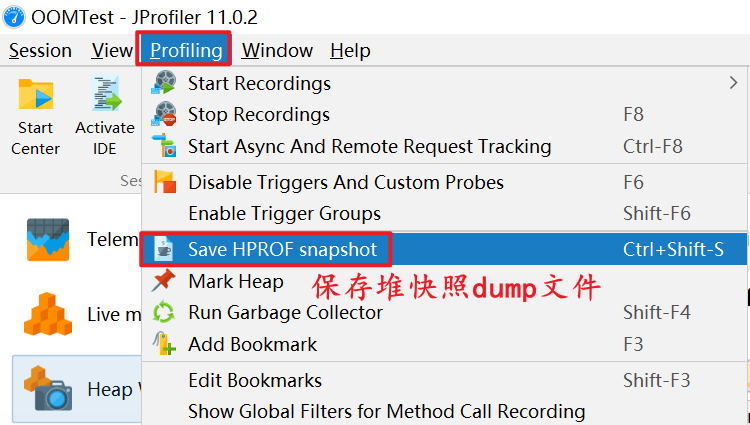 OOMTest - JProfiler 11.0.2
Session View Profiling Window Help
Start Recordings
Stop Recordings F8
Start Async And Remote Request Tracking Ctrl-F8
Disable Triggers And Custom Probes F6
Enable Trigger Groups Shift-F6
Save HPROF snapshot Ctrl+Shift-S
Mark Heap
保存堆快照dump文件
Run Garbage Collector Shift-F4
Add Bookmark F3
Edit Bookmarks Shift-F3
Show Global Filters for Method Call Recording
Start
Center
Activate
IDE
Se
Telem
Live m
Heap